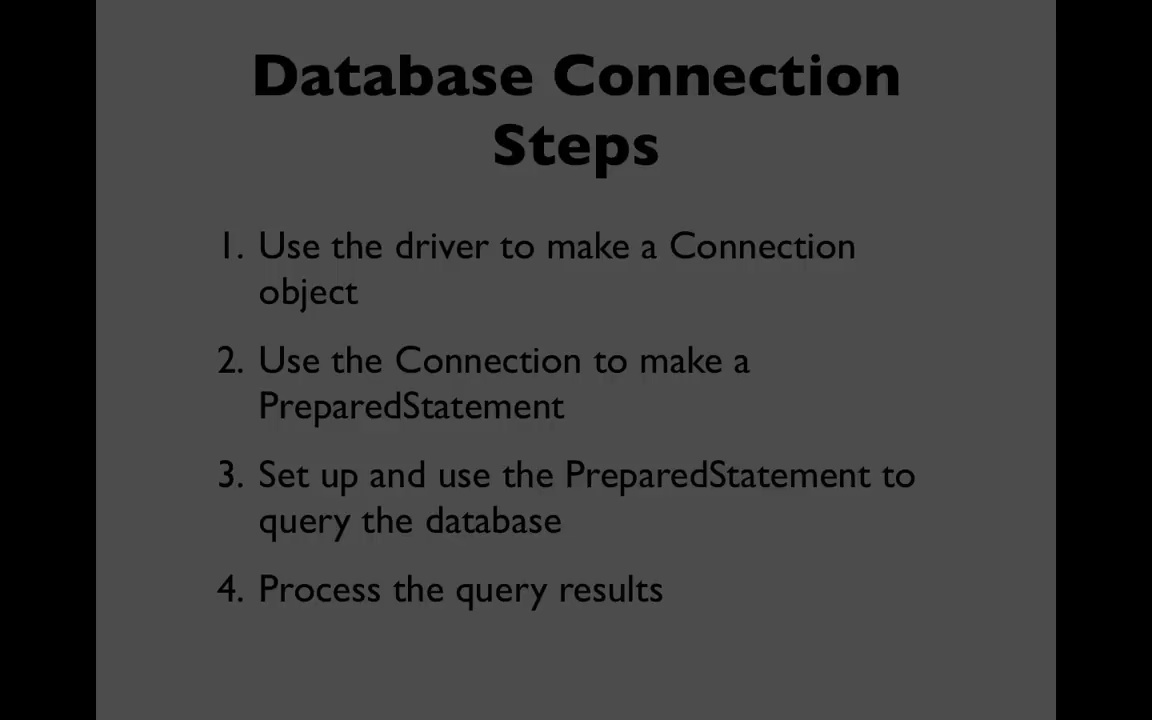 Database Connection
Steps
1. Use the driver to make a Connection
object
2. Use the Connection to make a
PreparedStatement
3. Set up and use the PreparedStatement to
query the database
4. Process the query results